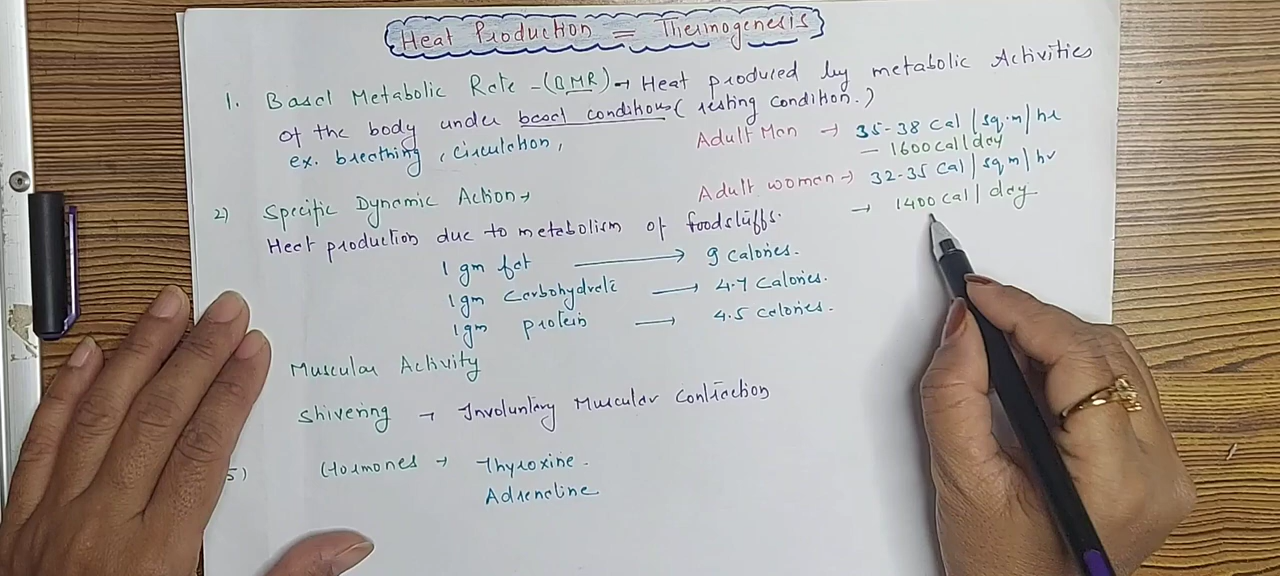 Heat Production = Thermogenesis
1. Basal Metabolic Rate - (BMR) → Heat produced by metabolic Activities
of the body under basal conditions (resting condition.)
ex. breathing, circulation,
Adult Man → 35-38 Cal/sq.m/hr
- 1600 Cal/day
Adult woman → 32-35 Cal/sq m/hr
→ 1400 Cal/day
2) Specific Dynamic Action →
Heat production due to metabolism of foodstuffs.
1 gm fat → 9 calories.
1 gm Carbohydrate → 4.7 Calories.
1 gm protein → 4.5 calories.
Muscular Activity
Shivering → Involuntary Muscular Contraction
5) Hormones → Thyroxine.
Adrenaline